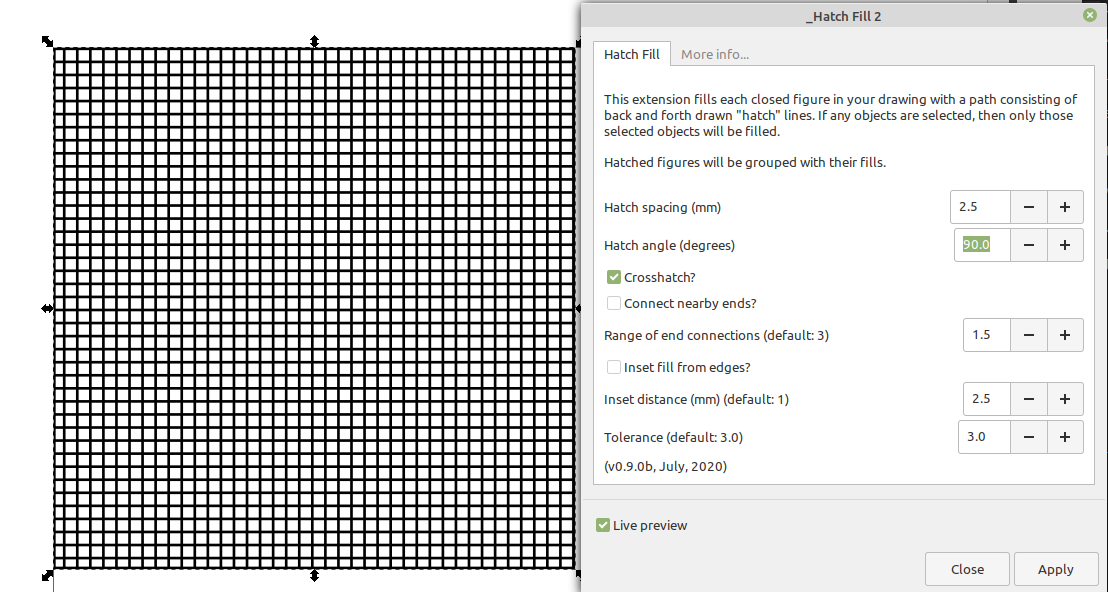 _Hatch Fill 2
Hatch Fill
More info...
This extension fills each closed figure in your drawing with a path consisting of
back and forth drawn "hatch" lines. If any objects are selected, then only those
selected objects will be filled.
Hatched figures will be grouped with their fills.
Hatch spacing (mm) 2.5 − +
Hatch angle (degrees) 90.0 − +
Crosshatch?
Connect nearby ends?
Range of end connections (default: 3) 1.5 − +
Inset fill from edges?
Inset distance (mm) (default: 1) 2.5 − +
Tolerance (default: 3.0) 3.0 − +
(v0.9.0b, July, 2020)
Live preview
Close Apply